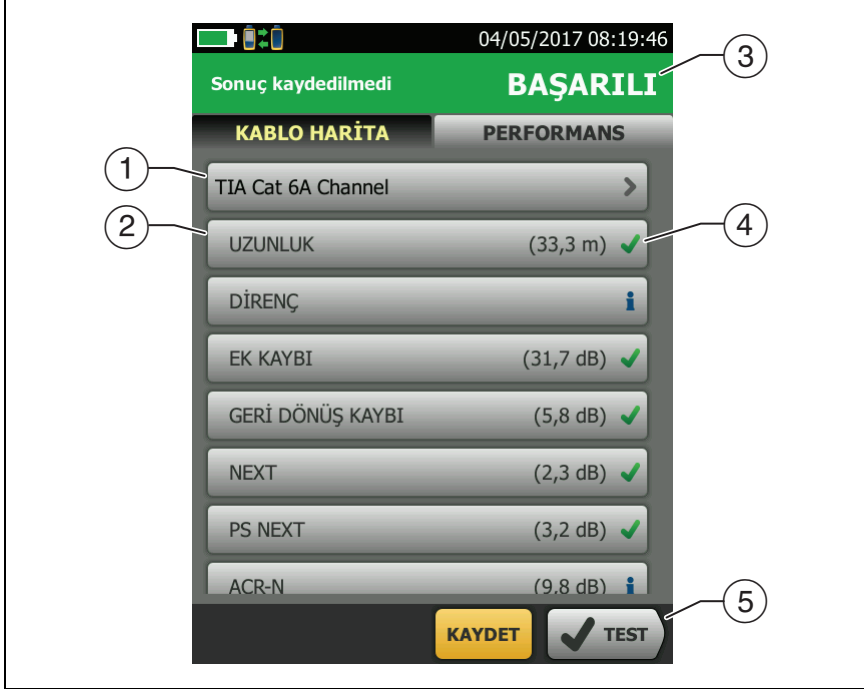 04/05/2017 08:19:46
Sonuç kaydedilmedi BAŞARILI
3
KABLO HARİTA PERFORMANS
1
TIA Cat 6A Channel
2
UZUNLUK (33,3 m)
4
DİRENÇ
EK KAYBI (31,7 dB)
GERİ DÖNÜŞ KAYBI (5,8 dB)
NEXT (2,3 dB)
PS NEXT (3,2 dB)
ACR-N (9,8 dB)
5
KAYDET TEST